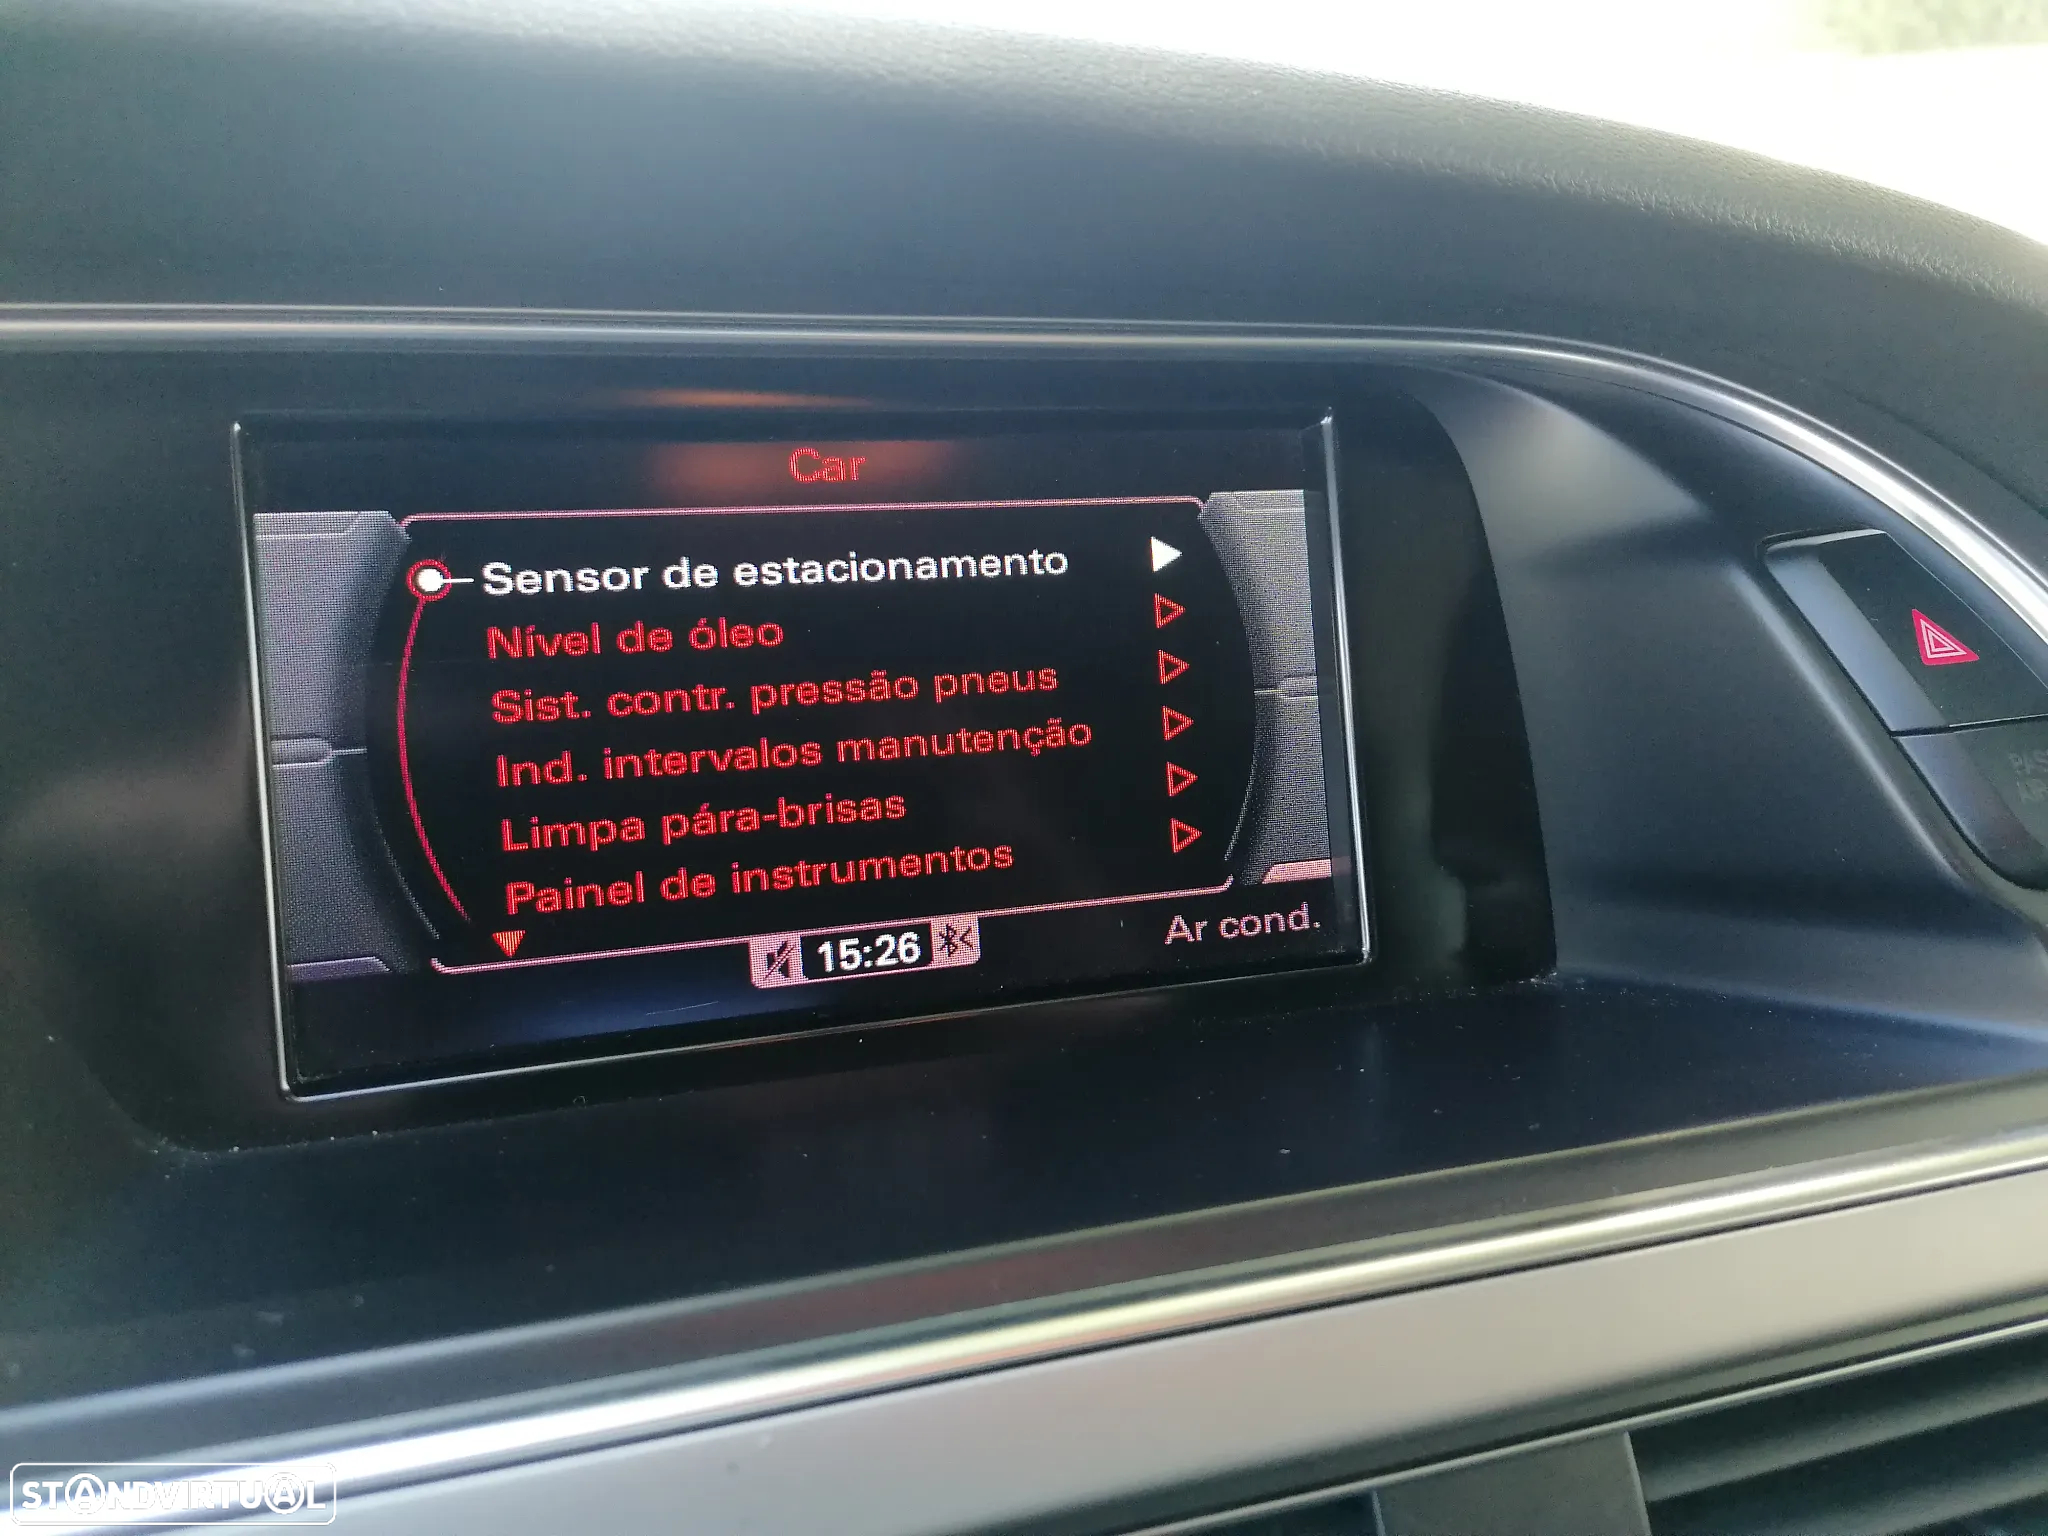 Car
Sensor de estacionamento
Nível de óleo
Sist. contr. pressão pneus
Ind. intervalos manutenção
Limpa pára-brisas
Painel de instrumentos
15:26
Ar cond.
STANDVIRTUAL